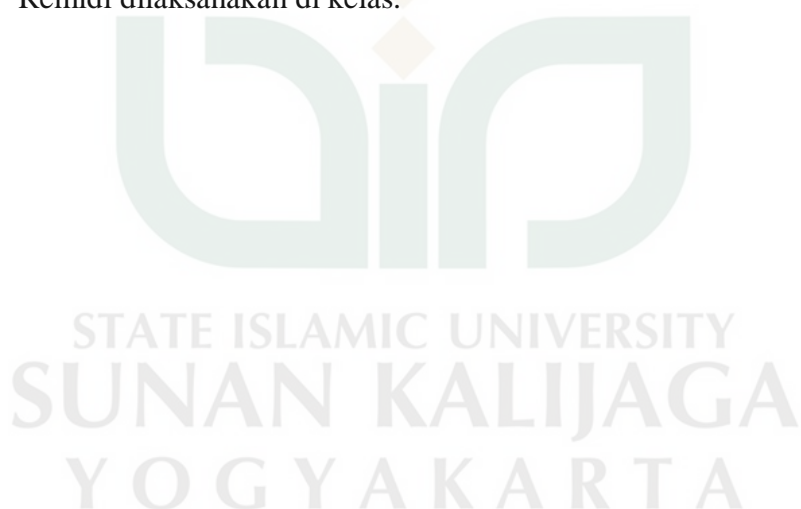 Remidi dilaksanakan di kelas.
STATE ISLAMIC UNIVERSITY
SUNAN KALIJAGA
YOGYAKARTA